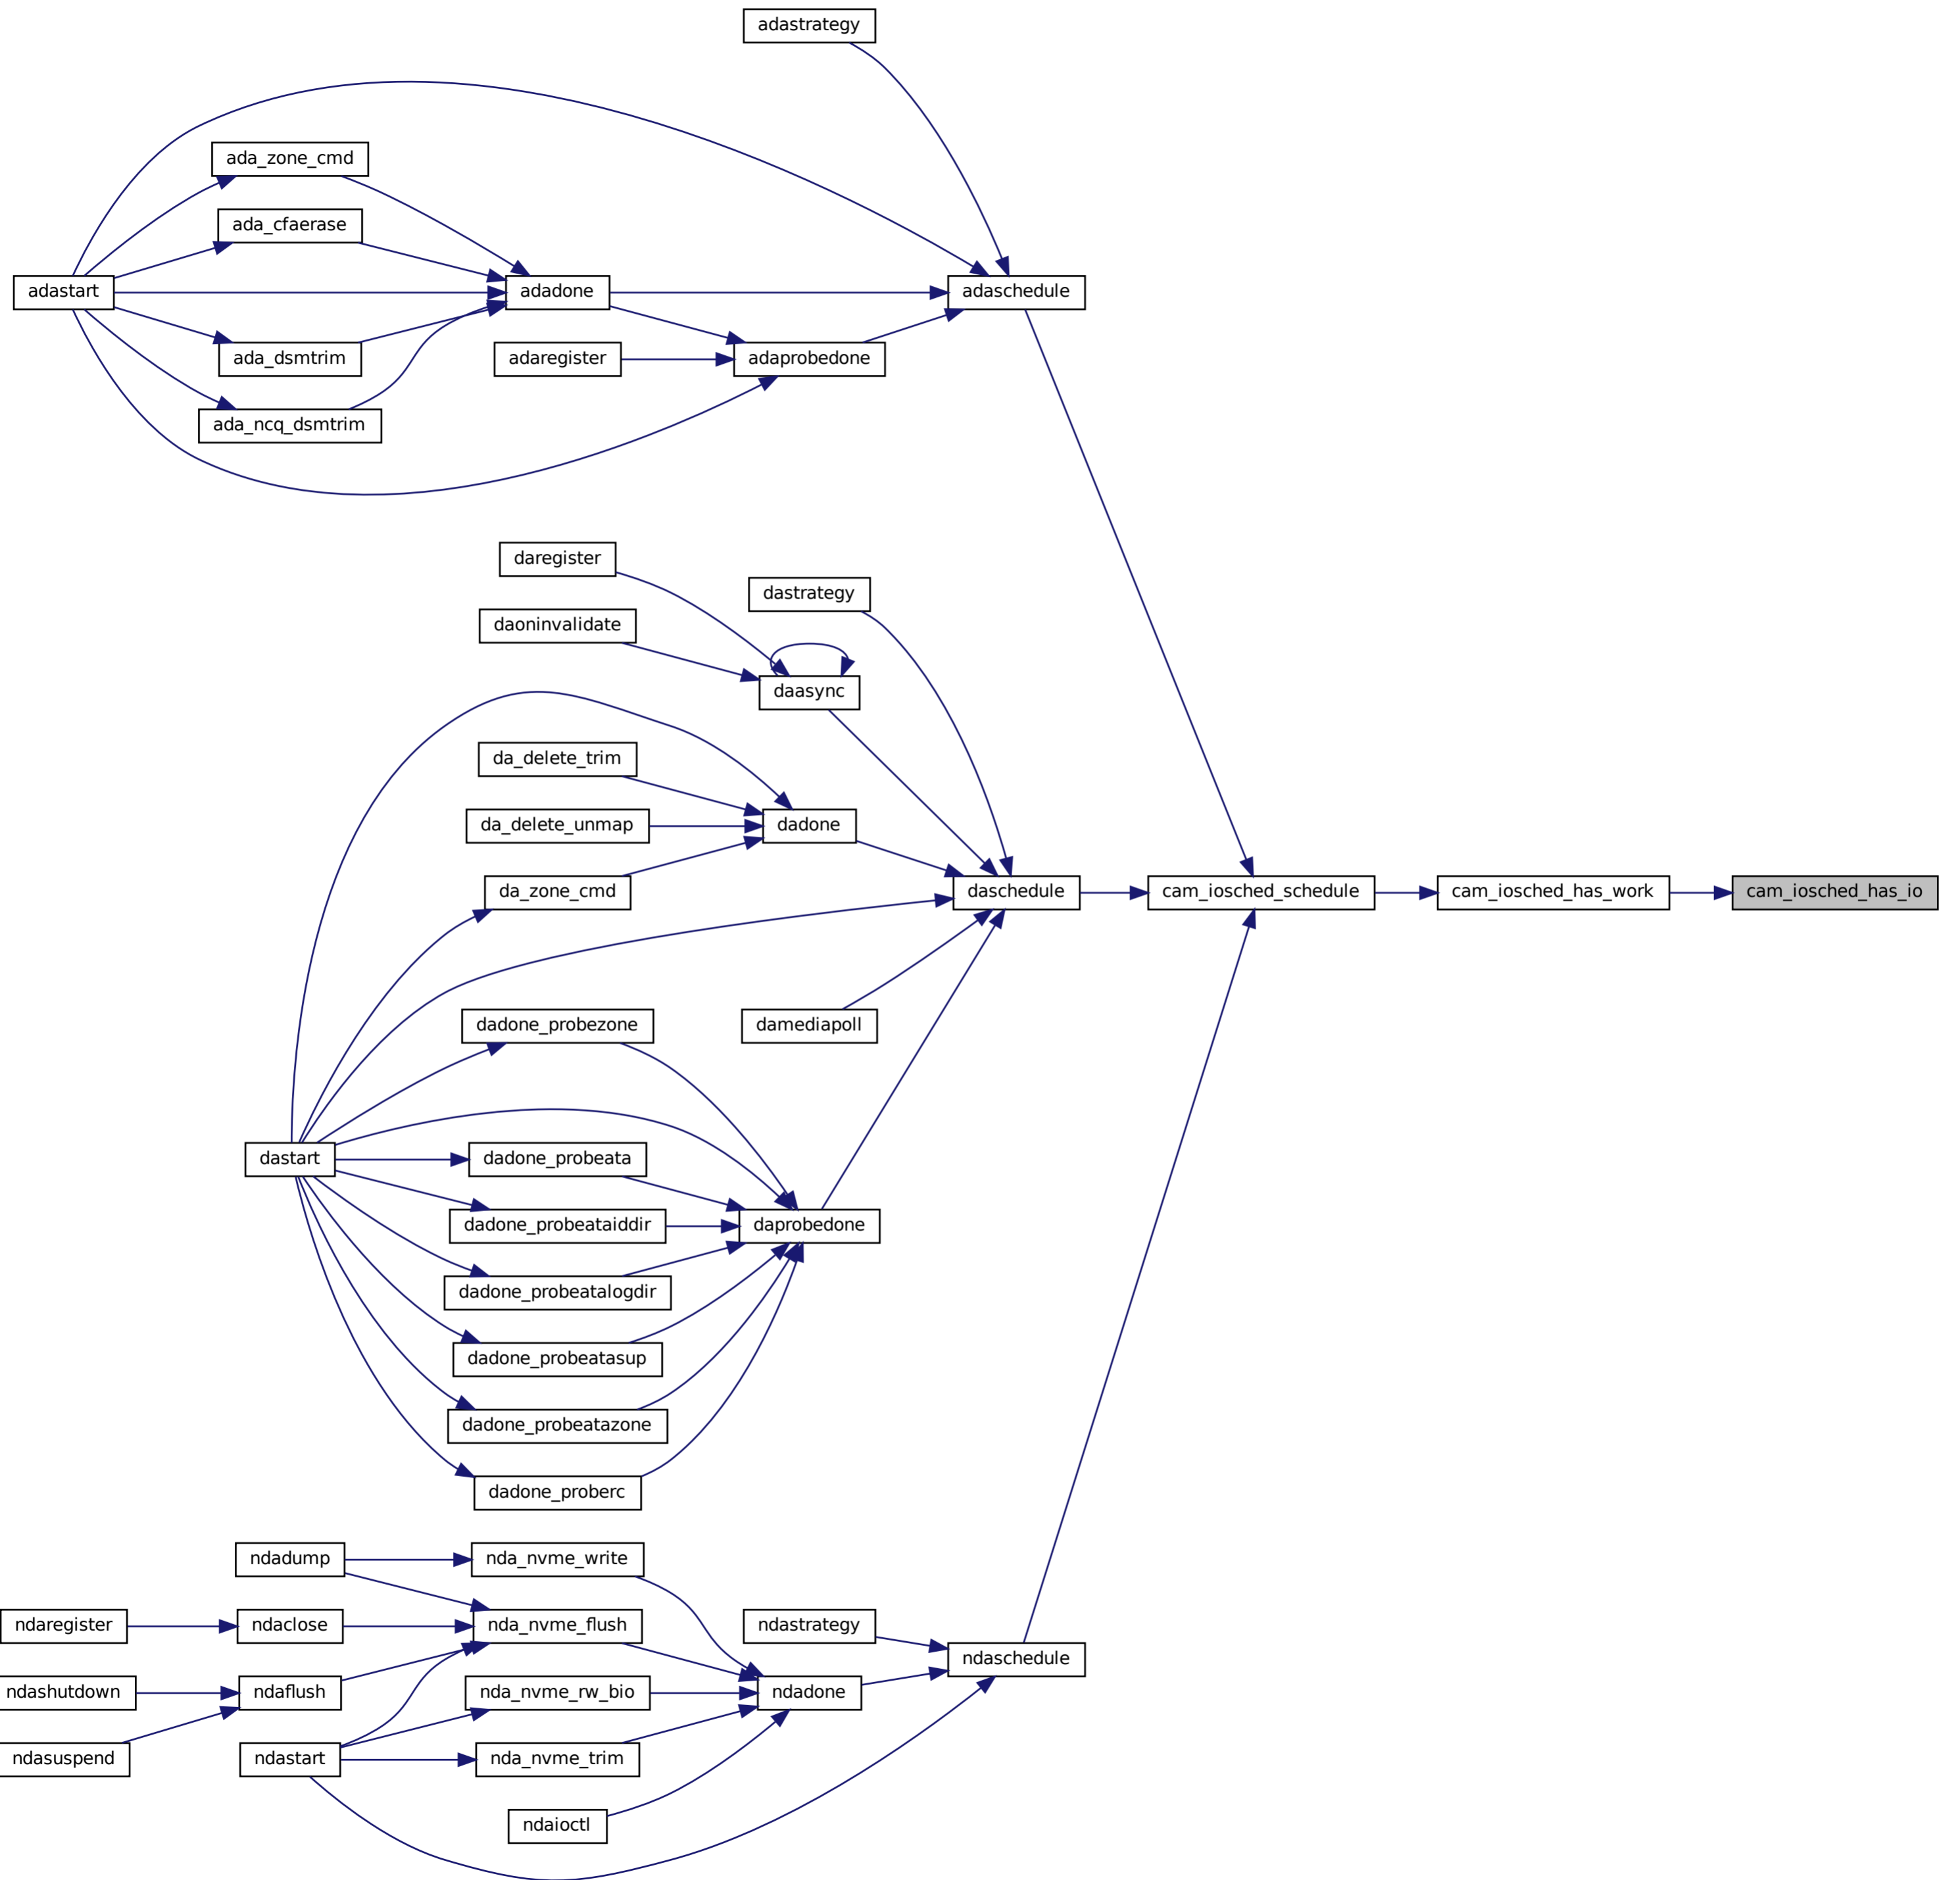 adastrategy
ada_zone_cmd
ada_cfaerase
adastart
adadone
adaschedule
ada_dsmtrim
adaregister
adaprobedone
ada_ncq_dsmtrim
daregister
dastrategy
daoninvalidate
daasync
da_delete_trim
da_delete_unmap
dadone
da_zone_cmd
daschedule
cam_iosched_schedule
cam_iosched_has_work
cam_iosched_has_io
dadone_probezone
damediapoll
dastart
dadone_probeata
dadone_probeataiddir
daprobedone
dadone_probeatalogdir
dadone_probeatasup
dadone_probeatazone
dadone_proberc
ndadump
nda_nvme_write
ndaregister
ndaclose
nda_nvme_flush
ndastrategy
ndaschedule
ndashutdown
ndaflush
nda_nvme_rw_bio
ndadone
ndasuspend
ndastart
nda_nvme_trim
ndaioctl